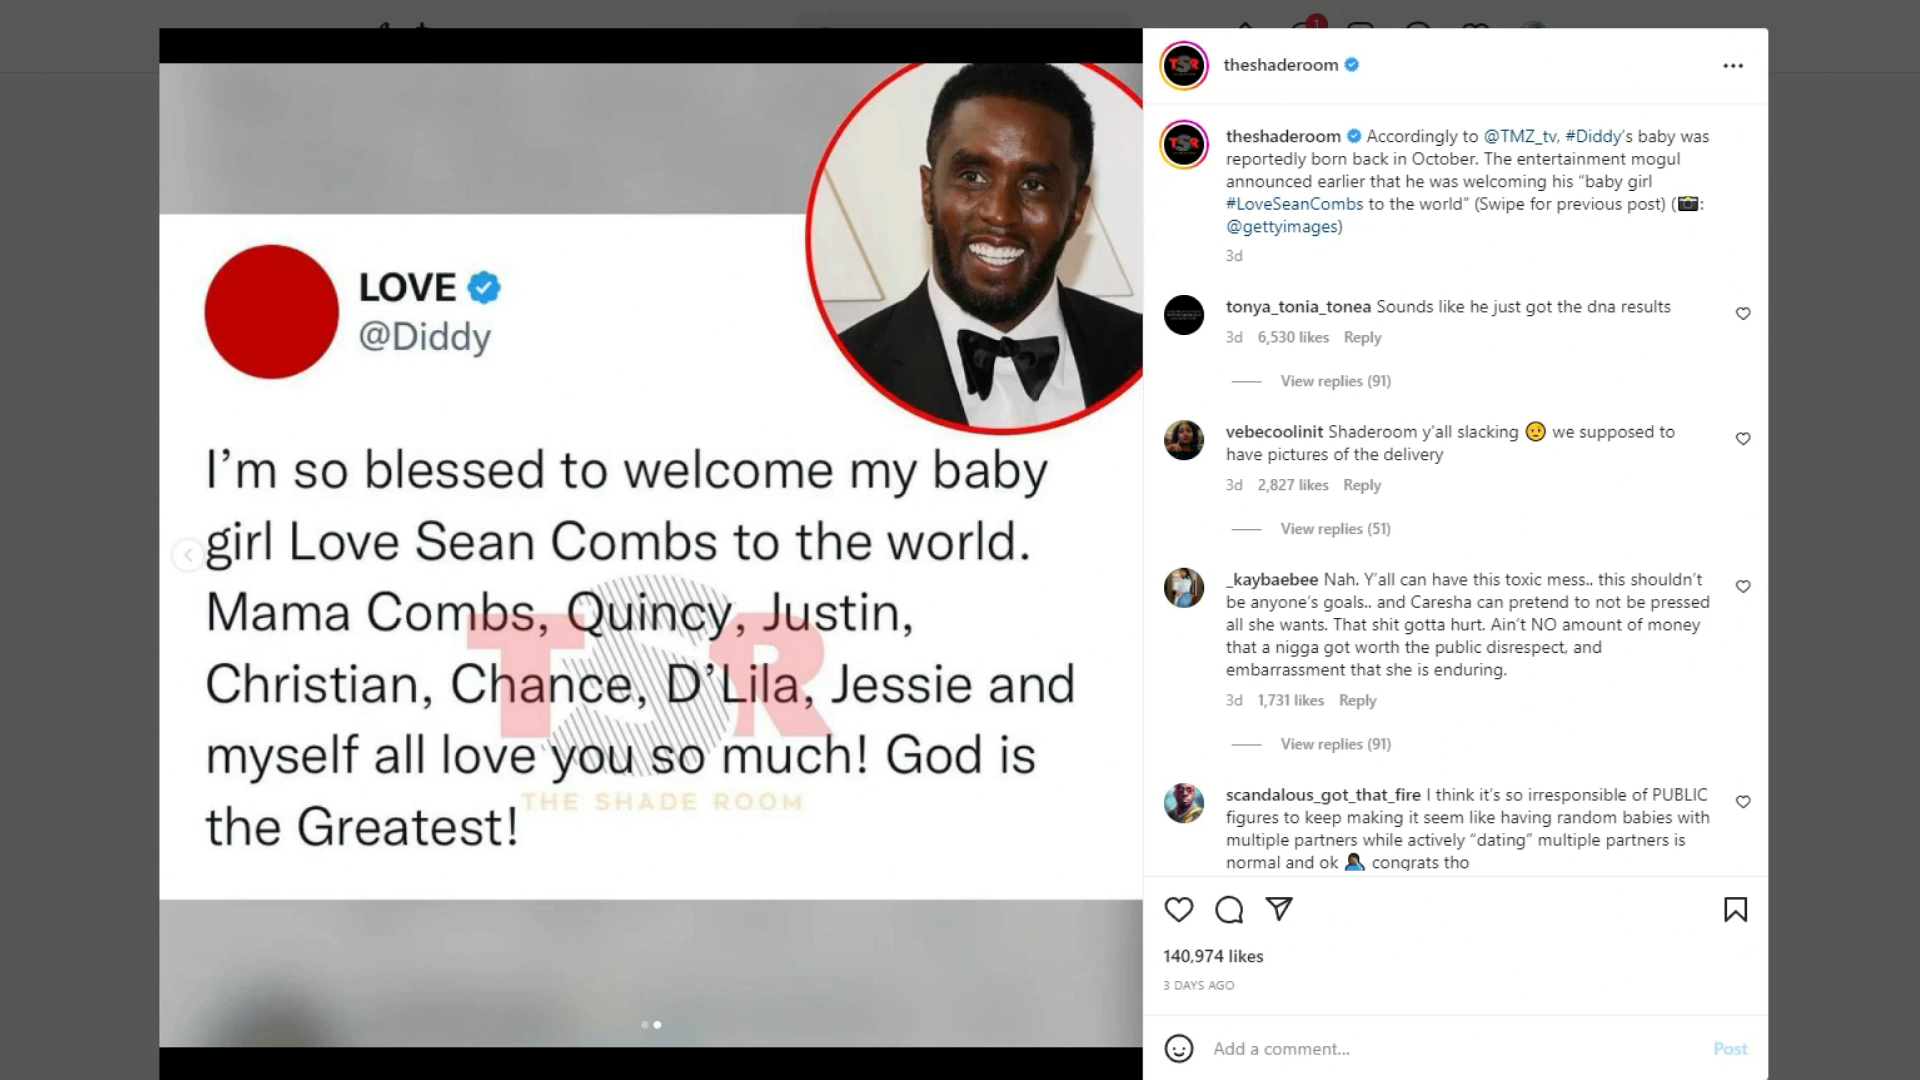 LOVE
@Diddy
I’m so blessed to welcome my baby
girl Love Sean Combs to the world.
Mama Combs, Quincy, Justin,
Christian, Chance, D’Lila, Jessie and
myself all love you so much! God is
the Greatest!
TSR
THE SHADE ROOM
1
TSR
theshaderoom
TSR
theshaderoom Accordingly to @TMZ_tv, #Diddy’s baby was
reportedly born back in October. The entertainment mogul
announced earlier that he was welcoming his “baby girl
#LoveSeanCombs to the world” (Swipe for previous post) (📷:
@gettyimages)
3d
tonya_tonia_tonea Sounds like he just got the dna results
3d 6,530 likes Reply
View replies (91)
vebecoolinit Shaderoom y’all slacking 🫡 we supposed to
have pictures of the delivery
3d 2,827 likes Reply
View replies (51)
_kaybaebee Nah. Y’all can have this toxic mess.. this shouldn’t
be anyone’s goals.. and Caresha can pretend to not be pressed
all she wants. That shit gotta hurt. Ain’t NO amount of money
that a nigga got worth the public disrespect, and
embarrassment that she is enduring.
3d 1,731 likes Reply
View replies (91)
scandalous_got_that_fire I think it’s so irresponsible of PUBLIC
figures to keep making it seem like having random babies with
multiple partners while actively “dating” multiple partners is
normal and ok 🤦🏿‍♂️ congrats tho
140,974 likes
3 DAYS AGO
Add a comment...
Post